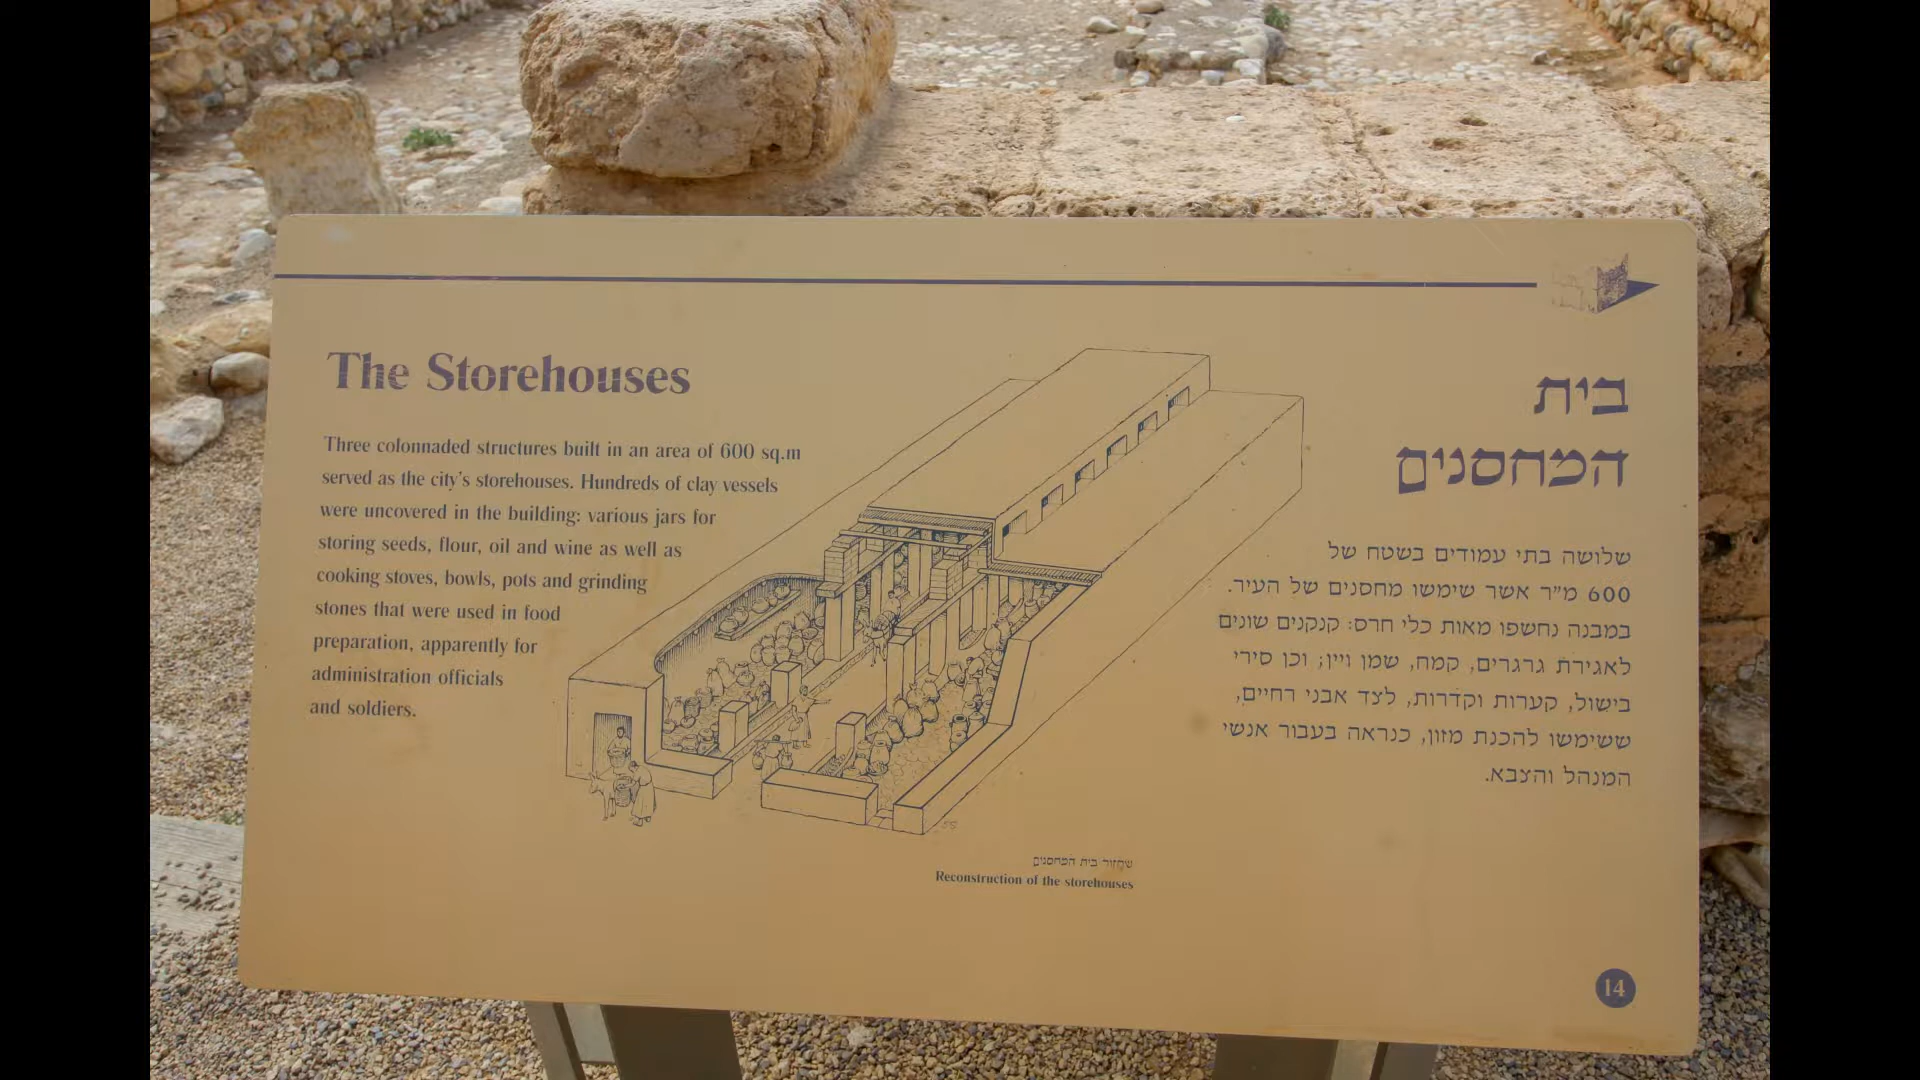 The Storehouses
Three colonnaded structures built in an area of 600 sq.m
served as the city's storehouses. Hundreds of clay vessels
were uncovered in the building: various jars for
storing seeds, flour, oil and wine as well as
cooking stoves, bowls, pots and grinding
stones that were used in food
preparation, apparently for
administration officials
and soldiers.
בית
המחסנים
שלושה בתי עמודים בשטח של
600 מ"ר אשר שימשו מחסנים של העיר.
במבנה נחשפו מאות כלי חרס: קנקנים שונים
לאגירת גרגרים, קמח, שמן ויין; וכן סירי
בישול, קערות וקדרות, לצד אבני רחיים,
ששימשו להכנת מזון, כנראה בעבור אנשי
המנהל והצבא.
שחזור בית המחסנים
Reconstruction of the storehouses
14